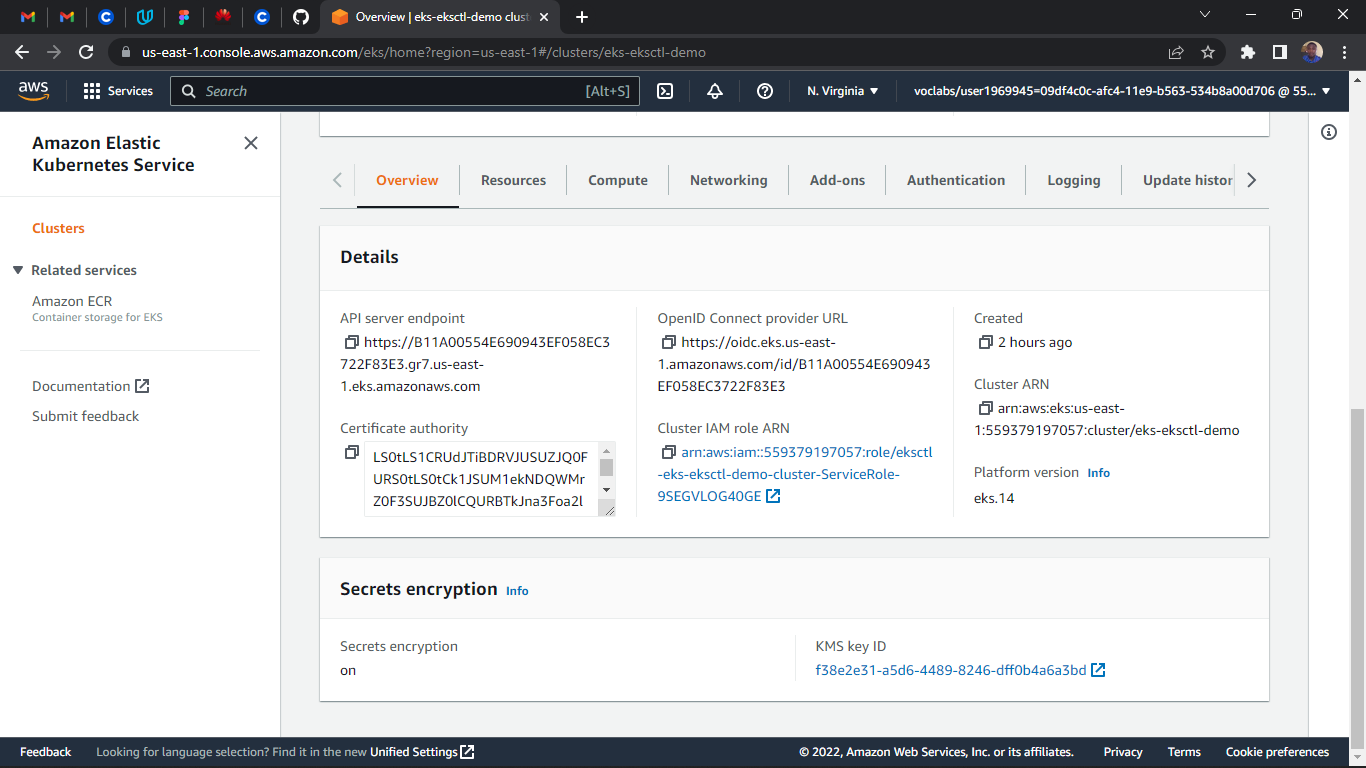 Overview | eks-eksctl-demo clust
us-east-1.console.aws.amazon.com/eks/home?region=us-east-1#/clusters/eks-eksctl-demo
aws
Services
Search
[Alt+S]
N. Virginia
voclabs/user1969945=09df4c0c-afc4-11e9-b563-534b8a00d706 @ 55...
Amazon Elastic
Kubernetes Service
Clusters
Related services
Amazon ECR
Container storage for EKS
Documentation
Submit feedback
Overview
Resources
Compute
Networking
Add-ons
Authentication
Logging
Update histor
Details
API server endpoint
https://B11A00554E690943EF058EC3
722F83E3.gr7.us-east-
1.eks.amazonaws.com
Certificate authority
LS0tLS1CRUdJTiBDRVJUSUZJQ0F
URS0tLS0tCk1JSUM1ekNDQWMr
Z0F3SUJBZ0lCQURBTkJna3Foa2l
OpenID Connect provider URL
https://oidc.eks.us-east-
1.amazonaws.com/id/B11A00554E690943
EF058EC3722F83E3
Cluster IAM role ARN
arn:aws:iam::559379197057:role/eksctl
-eks-eksctl-demo-cluster-ServiceRole-
9SEGVLOG40GE
Created
2 hours ago
Cluster ARN
arn:aws:eks:us-east-
1:559379197057:cluster/eks-eksctl-demo
Platform version Info
eks.14
Secrets encryption Info
Secrets encryption
on
KMS key ID
f38e2e31-a5d6-4489-8246-dff0b4a6a3bd
Feedback
Looking for language selection? Find it in the new Unified Settings
© 2022, Amazon Web Services, Inc. or its affiliates.
Privacy
Terms
Cookie preferences